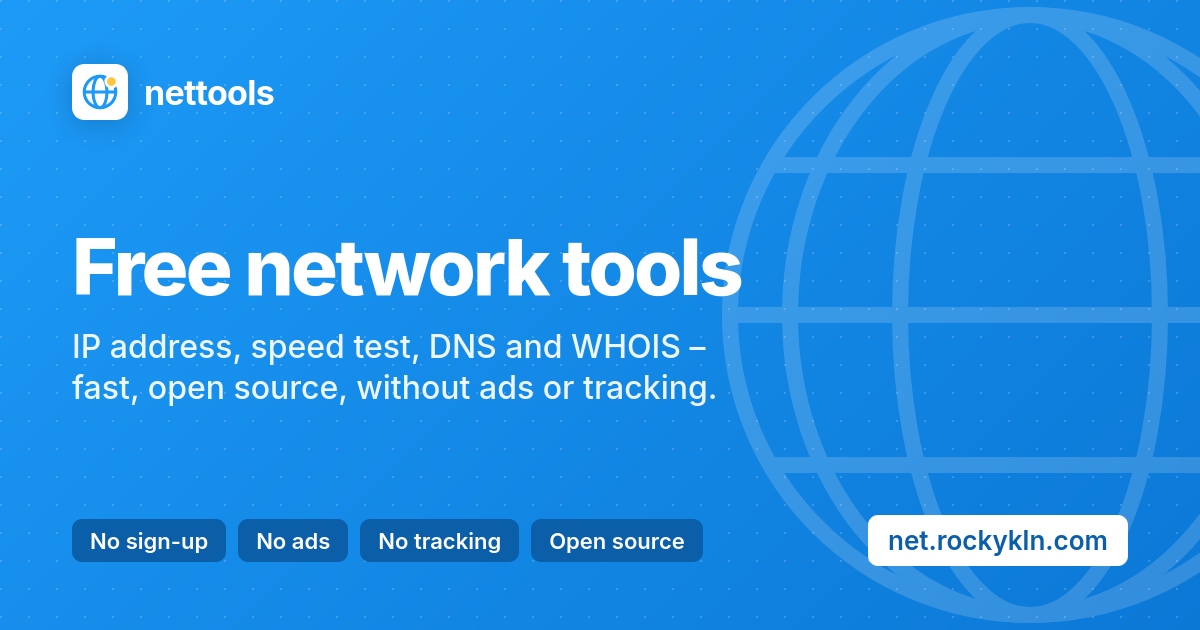 nettools
Free network tools
IP address, speed test, DNS and WHOIS –
fast, open source, without ads or tracking.
No sign-up
No ads
No tracking
Open source
net.rockykln.com